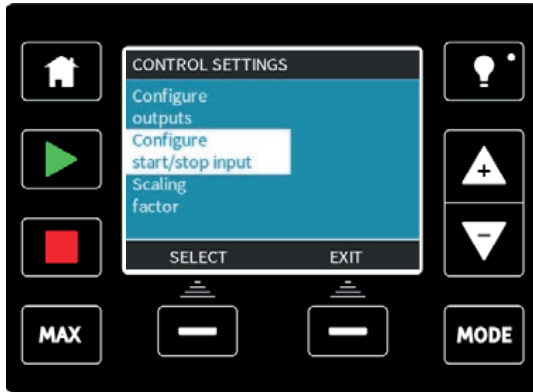 CONTROL SETTINGS
Configure
outputs
Configure
start/stop input
Scaling
factor
SELECT
EXIT
+
−
MAX
MODE